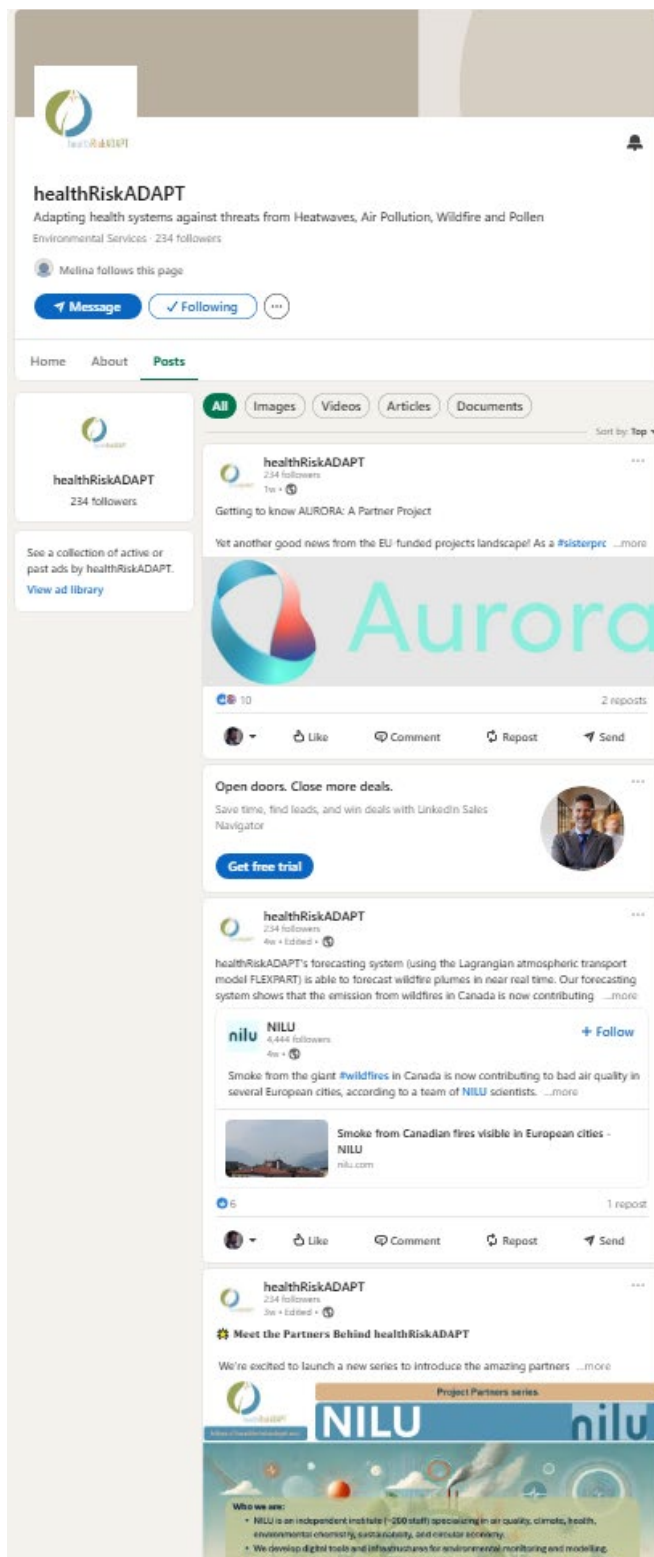 healthRiskADAPT
healthRiskADAPT
Adapting health systems against threats from Heatwaves, Air Pollution, Wildfire and Pollen
Environmental Services · 234 followers
Melina follows this page
Message
Following
Home
About
Posts
healthRiskADAPT
234 followers
See a collection of active or
past ads by healthRiskADAPT.
View ad library
All
Images
Videos
Articles
Documents
Sort by: Top
healthRiskADAPT
234 followers
1w •
Getting to know AURORA: A Partner Project
Yet another good news from the EU-funded projects landscape! As a #sisterprc ...more
Aurora
10
2 reposts
Like
Comment
Repost
Send
Open doors. Close more deals.
Save time, find leads, and win deals with LinkedIn Sales
Navigator
Get free trial
healthRiskADAPT
234 followers
4w • Edited •
healthRiskADAPT's forecasting system (using the Lagrangian atmospheric transport
model FLEXPART) is able to forecast wildfire plumes in near real time. Our forecasting
system shows that the emission from wildfires in Canada is now contributing ...more
nilu
NILU
4,444 followers
4w •
+ Follow
Smoke from the giant #wildfires in Canada is now contributing to bad air quality in
several European cities, according to a team of NILU scientists. ...more
Smoke from Canadian fires visible in European cities -
NILU
nilu.com
6
1 repost
Like
Comment
Repost
Send
healthRiskADAPT
234 followers
3w • Edited •
Meet the Partners Behind healthRiskADAPT
We're excited to launch a new series to introduce the amazing partners ...more
Project Partners series
NILU
nilu
Who we are:
• NILU is an independent institute (~200 staff) specializing in air quality, climate, health,
environmental chemistry, sustainability, and circular economy.
• We develop digital tools and infrastructures for environmental monitoring and modelling.